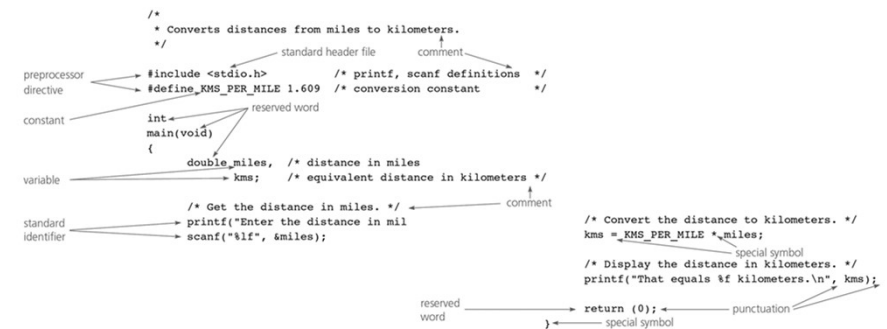 /*
* Converts distances from miles to kilometers.
*/
standard header file comment
preprocessor
directive
#include <stdio.h> /* printf, scanf definitions */
#define KMS_PER_MILE 1.609 /* conversion constant */
reserved word
constant
int
main(void)
{
double miles, /* distance in miles
variable
kms; /* equivalent distance in kilometers */
comment
/* Get the distance in miles. */
standard
identifier
printf("Enter the distance in mil
scanf("%lf", &miles);
/* Convert the distance to kilometers. */
kms = KMS_PER_MILE * miles;
special symbol
/* Display the distance in kilometers. */
printf("That equals %f kilometers.\n", kms);
reserved
word
return (0); punctuation
} special symbol